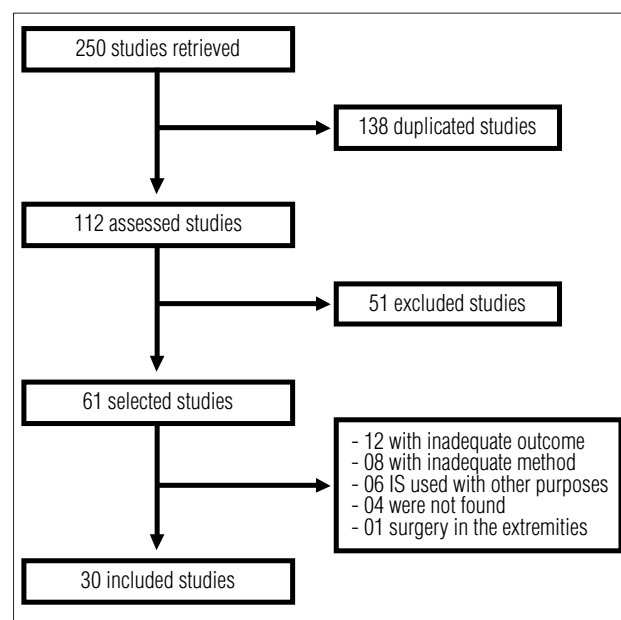 250 studies retrieved
138 duplicated studies
112 assessed studies
51 excluded studies
61 selected studies
- 12 with inadequate outcome
- 08 with inadequate method
- 06 IS used with other purposes
- 04 were not found
- 01 surgery in the extremities
30 included studies